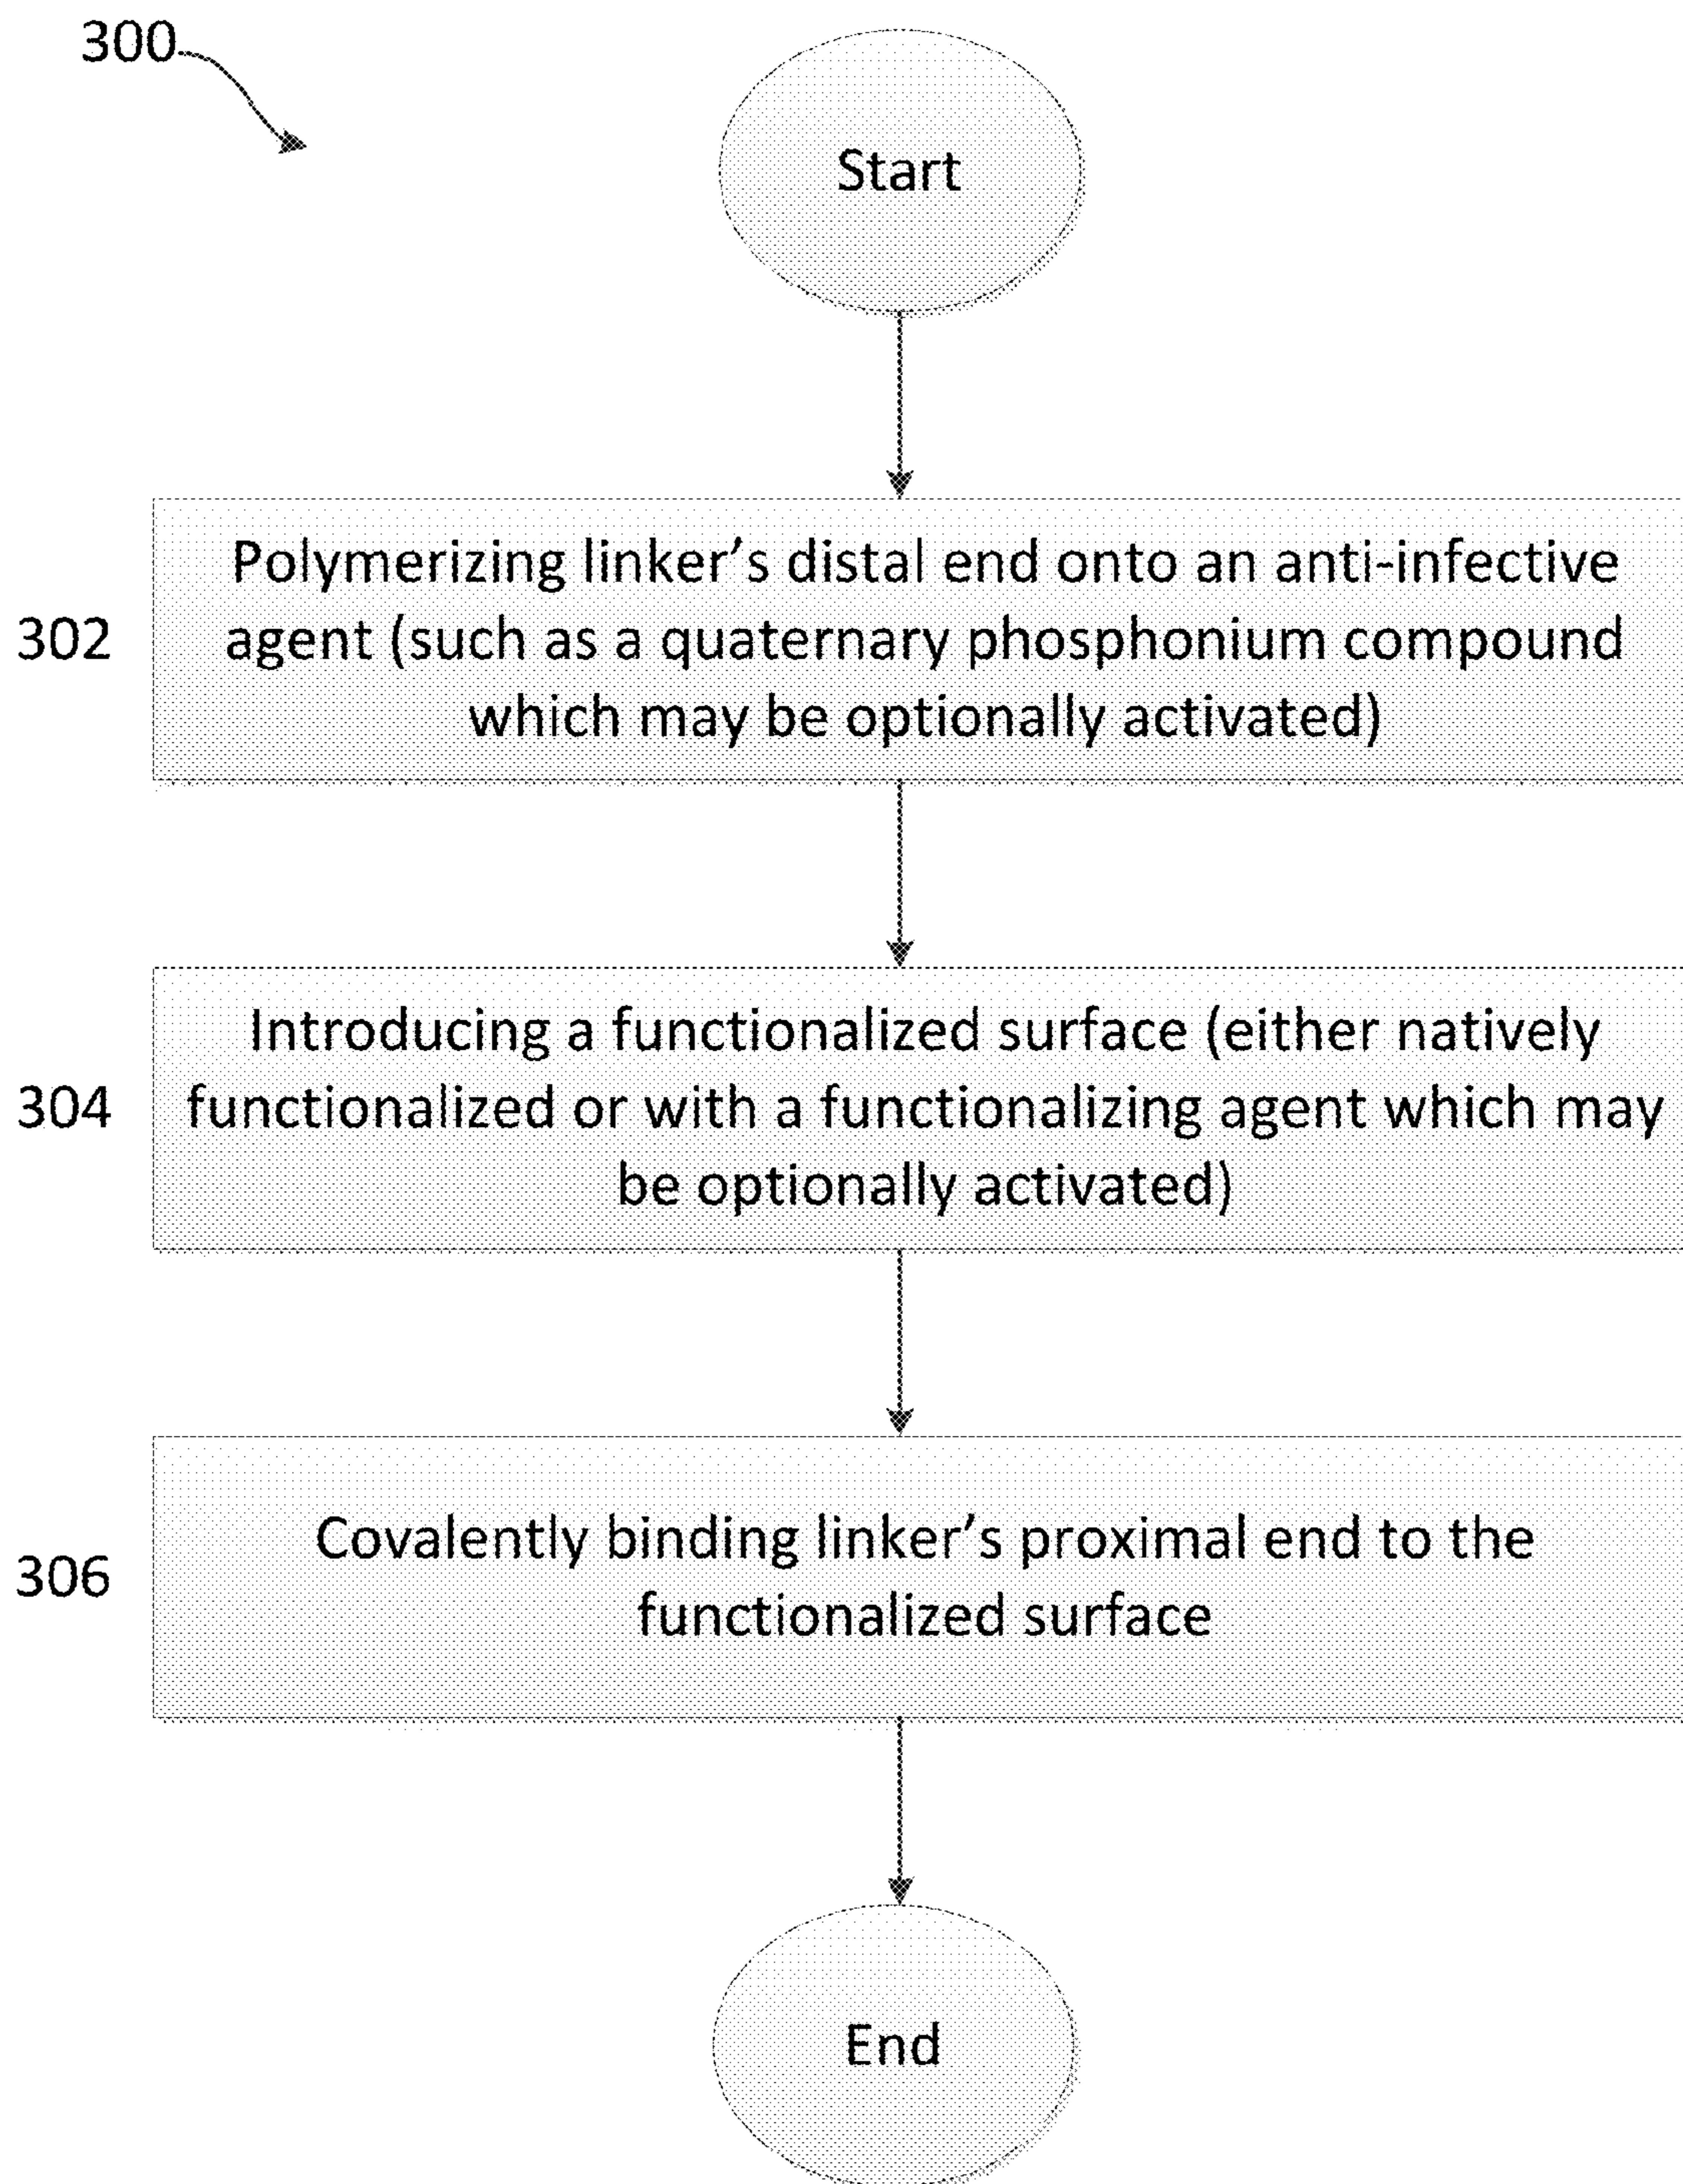 300
Start
302
Polymerizing linker's distal end onto an anti-infective
agent (such as a quaternary phosphonium compound
which may be optionally activated)
304
Introducing a functionalized surface (either natively
functionalized or with a functionalizing agent which may
be optionally activated)
306
Covalently binding linker's proximal end to the
functionalized surface
End